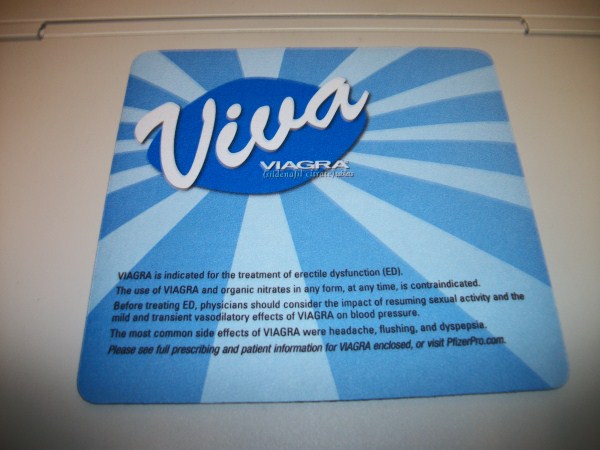 Viva
VIAGRA
(sildenafil citrate) tablets
VIAGRA is indicated for the treatment of erectile dysfunction (ED).
The use of VIAGRA and organic nitrates in any form, at any time, is contraindicated.
Before treating ED, physicians should consider the impact of resuming sexual activity and the
mild and transient vasodilatory effects of VIAGRA on blood pressure.
The most common side effects of VIAGRA were headache, flushing, and dyspepsia.
Please see full prescribing and patient information for VIAGRA enclosed, or visit PfizerPro.com.